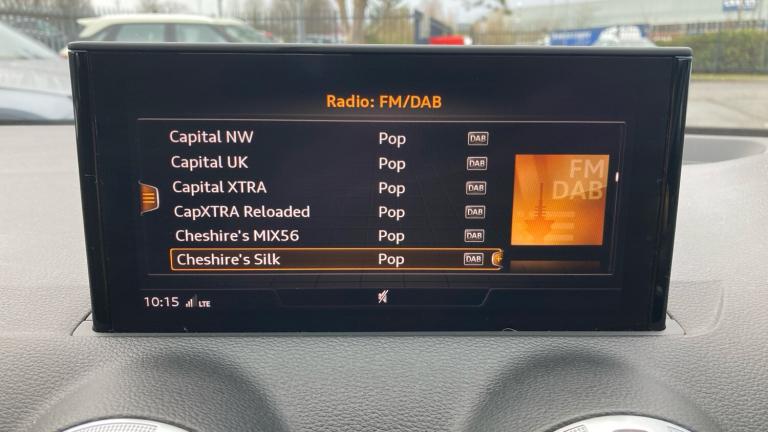 Radio: FM/DAB
Capital NW Pop DAB
Capital UK Pop DAB
Capital XTRA Pop DAB
CapXTRA Reloaded Pop DAB
Cheshire's MIX56 Pop DAB
Cheshire's Silk Pop DAB
FM
DAB
10:15 LTE